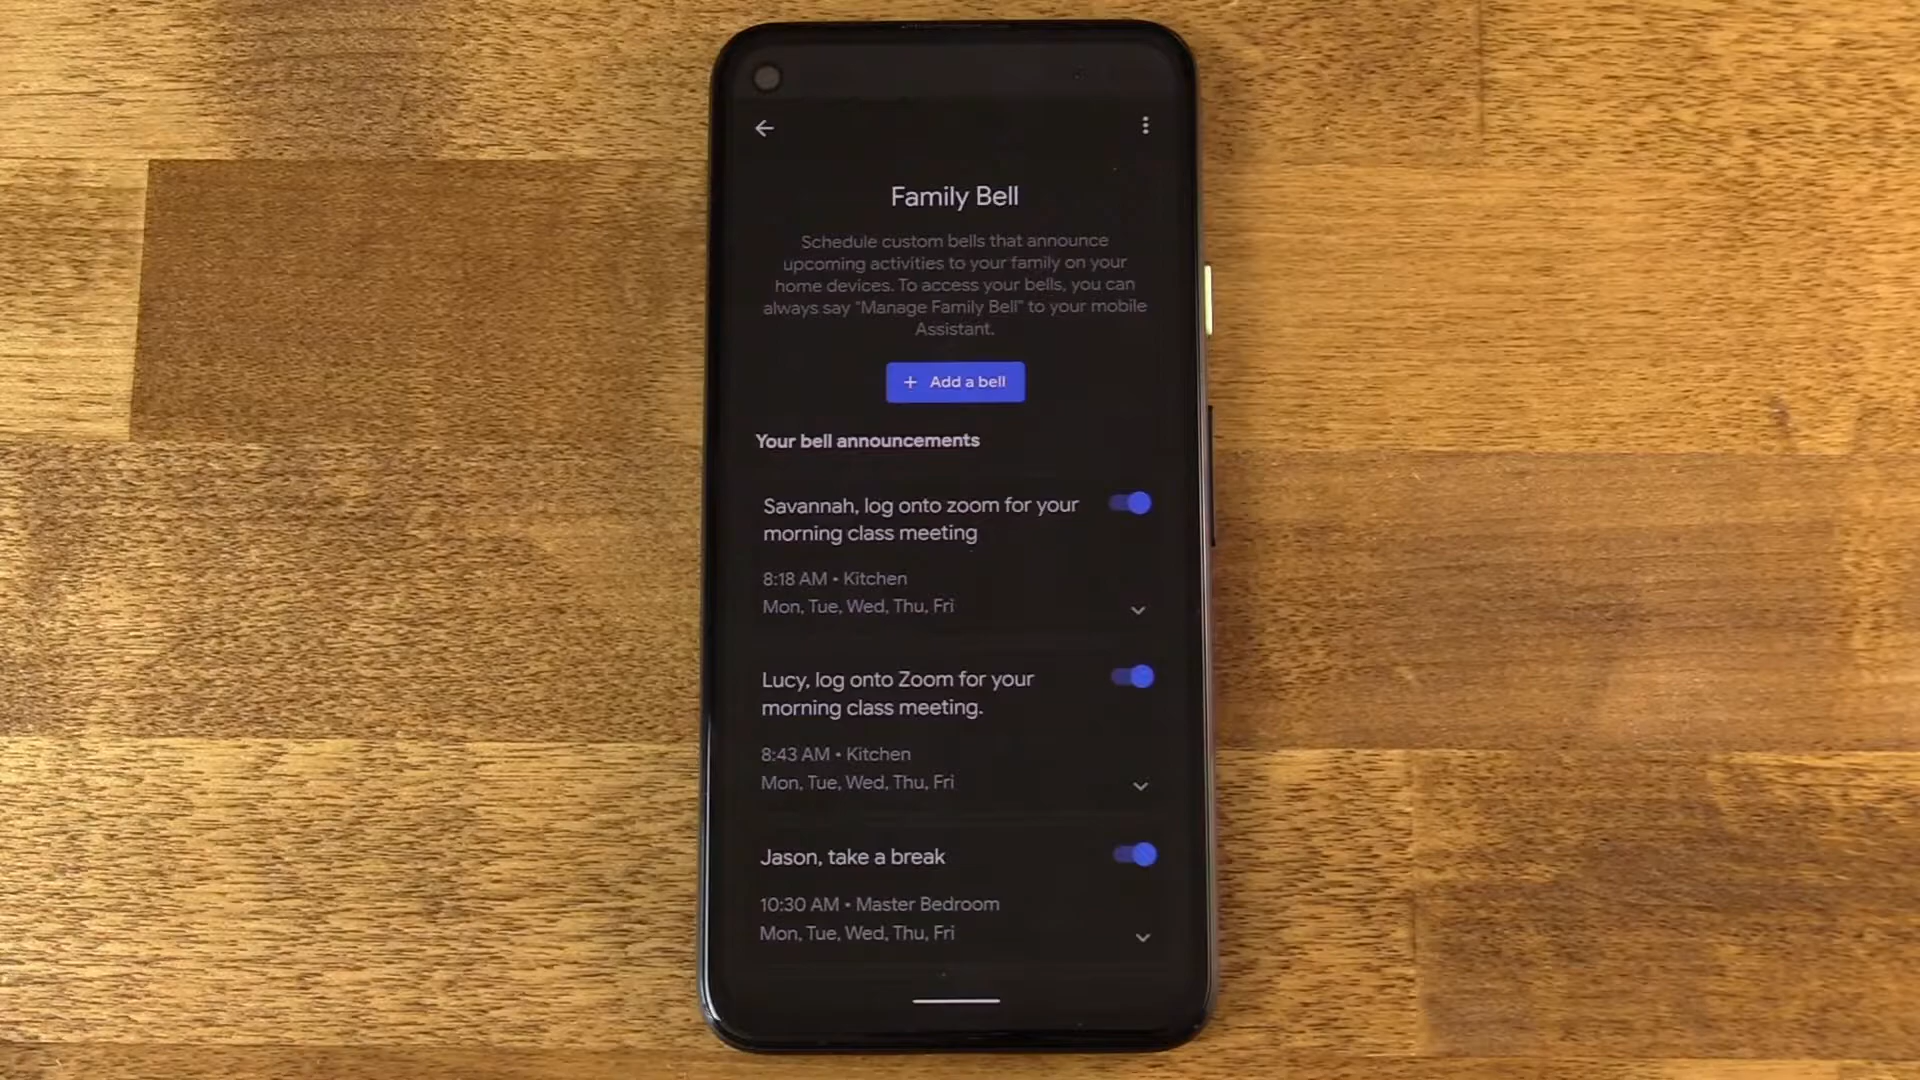 Family Bell
Schedule custom bells that announce
upcoming activities to your family on your
home devices. To access your bells, you can
always say "Manage Family Bell" to your mobile
Assistant.
+ Add a bell
Your bell announcements
Savannah, log onto zoom for your
morning class meeting
8:18 AM • Kitchen
Mon, Tue, Wed, Thu, Fri
Lucy, log onto Zoom for your
morning class meeting.
8:43 AM • Kitchen
Mon, Tue, Wed, Thu, Fri
Jason, take a break
10:30 AM • Master Bedroom
Mon, Tue, Wed, Thu, Fri